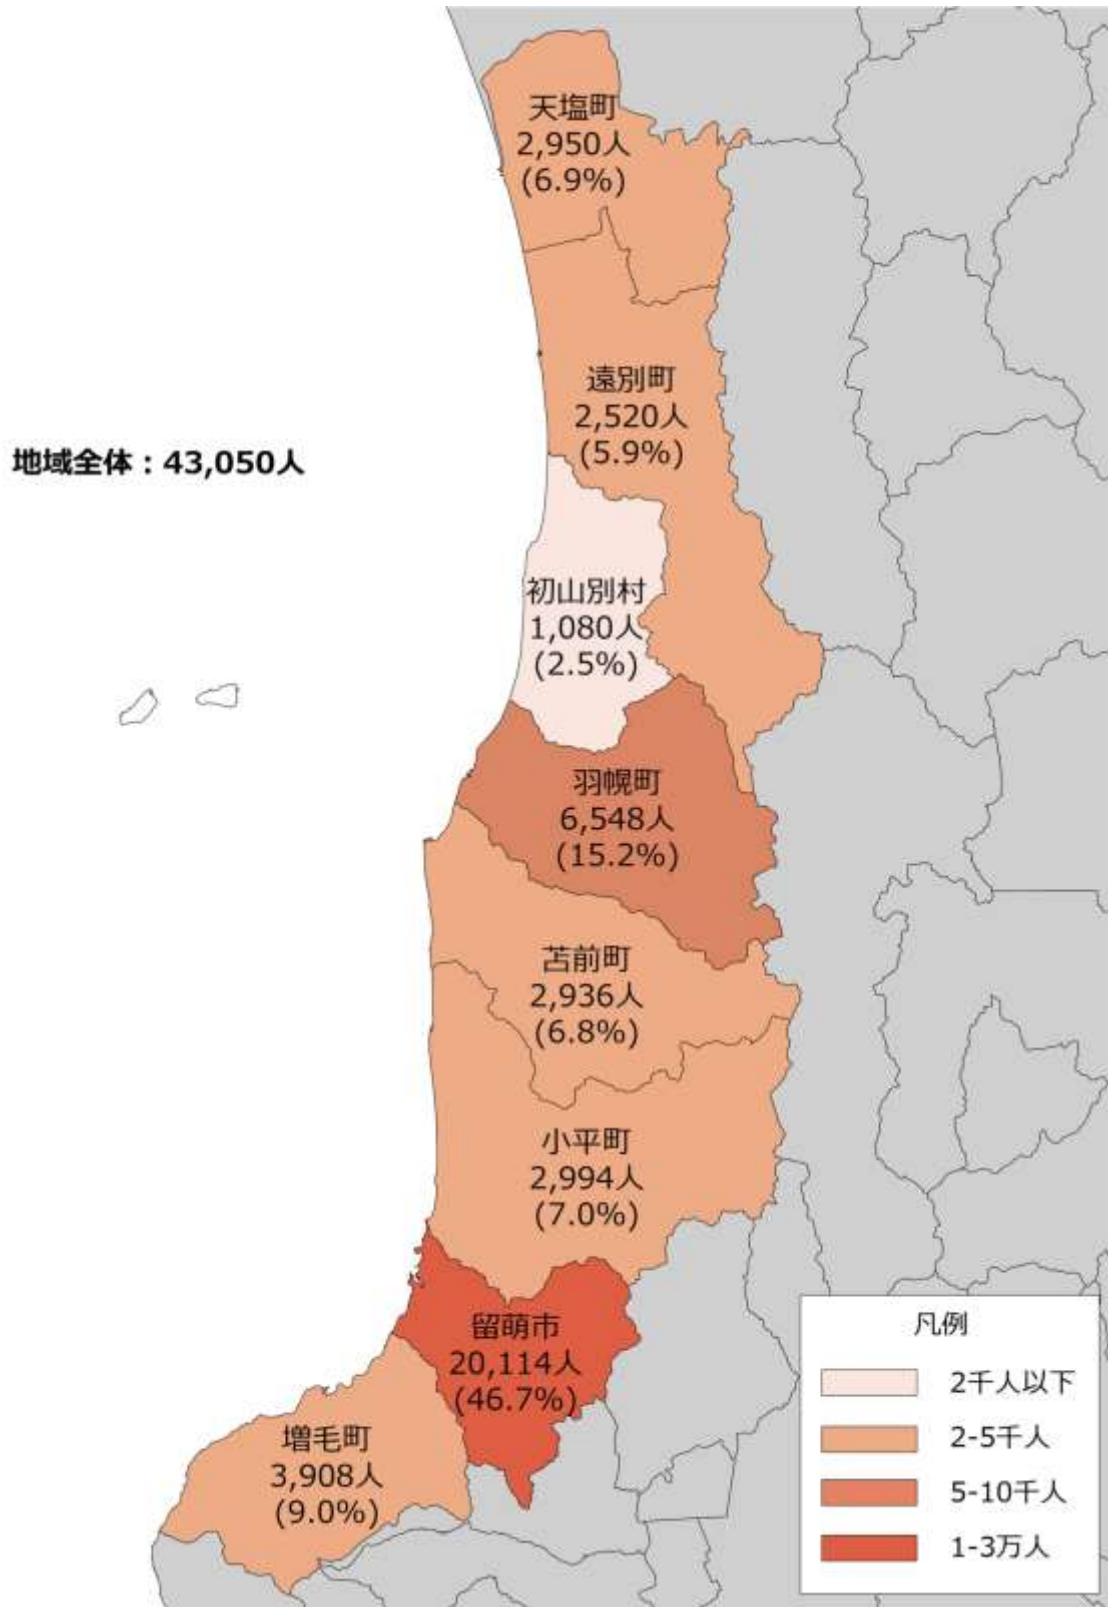 天塩町
2,950人
(6.9%)
遠別町
2,520人
(5.9%)
地域全体：43,050人
初山別村
1,080人
(2.5%)
羽幌町
6,548人
(15.2%)
苫前町
2,936人
(6.8%)
小平町
2,994人
(7.0%)
留萌市
20,114人
(46.7%)
増毛町
3,908人
(9.0%)
凡例
2千人以下
2-5千人
5-10千人
1-3万人